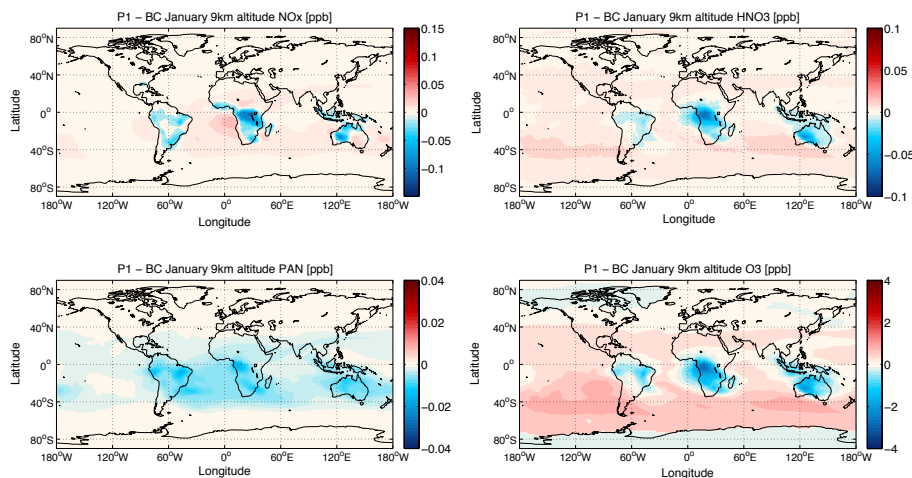 P1 − BC January 9km altitude NOx [ppb]
80°N
40°N
0°
40°S
80°S
Latitude
180°W 120°W 60°W 0° 60°E 120°E 180°W
Longitude
0.15
0.1
0.05
0
−0.05
−0.1
P1 − BC January 9km altitude HNO3 [ppb]
80°N
40°N
0°
40°S
80°S
Latitude
180°W 120°W 60°W 0° 60°E 120°E 180°W
Longitude
0.1
0.05
0
−0.05
−0.1
P1 − BC January 9km altitude PAN [ppb]
80°N
40°N
0°
40°S
80°S
Latitude
180°W 120°W 60°W 0° 60°E 120°E 180°W
Longitude
0.04
0.02
0
−0.02
−0.04
P1 − BC January 9km altitude O3 [ppb]
80°N
40°N
0°
40°S
80°S
Latitude
180°W 120°W 60°W 0° 60°E 120°E 180°W
Longitude
4
2
0
−2
−4